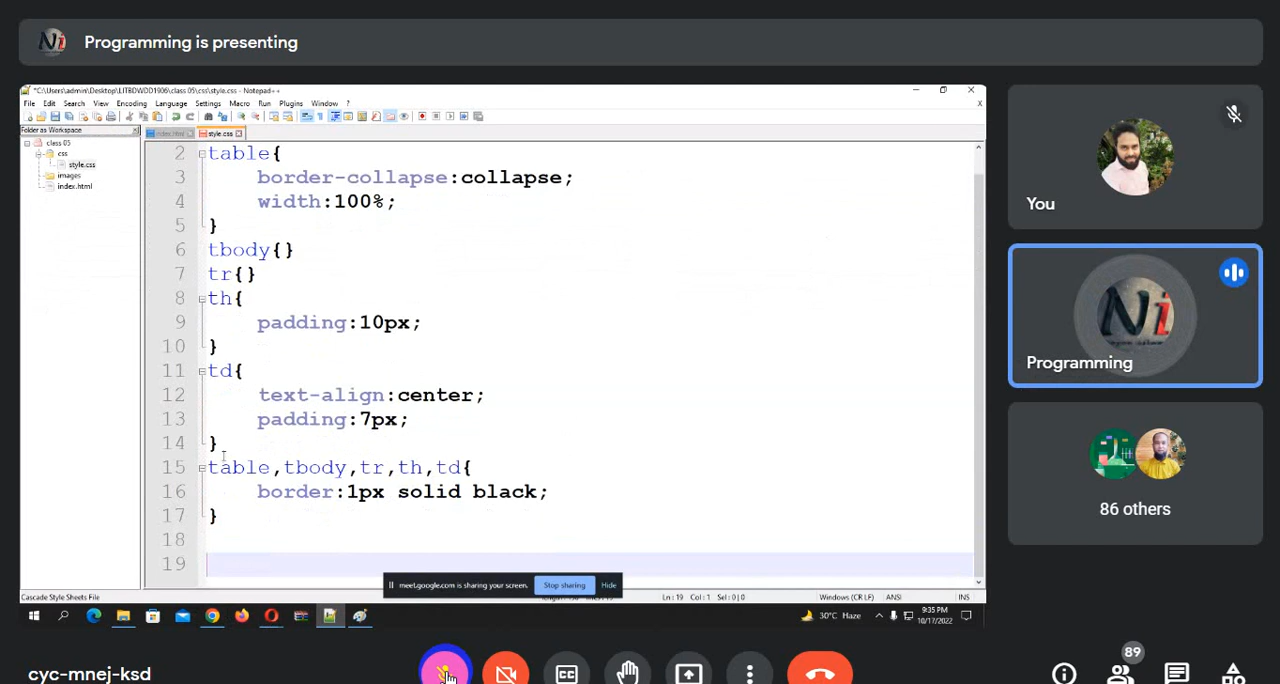 Ni Programming is presenting
*C:\Users\admin\Desktop\LITBDWDD1906\class 05\css\style.css - Notepad++
File Edit Search View Encoding Language Settings Macro Run Plugins Window ?
Folder as Workspace
index.html style.css
class 05
css
style.css
images
index.html
2 table{
3 border-collapse:collapse;
4 width:100%;
5 }
6 tbody{}
7 tr{}
8 th{
9 padding:10px;
10 }
11 td{
12 text-align:center;
13 padding:7px;
14 }
15 table,tbody,tr,th,td{
16 border:1px solid black;
17 }
18
19
meet.google.com is sharing your screen. Stop sharing Hide
Cascade Style Sheets File
Ln:19 Col:1 Sel:0|0
Windows (CR LF) ANSI INS
30°C Haze
9:35 PM
10/17/2022
You
Ni
Programming
86 others
cyc-mnej-ksd
89